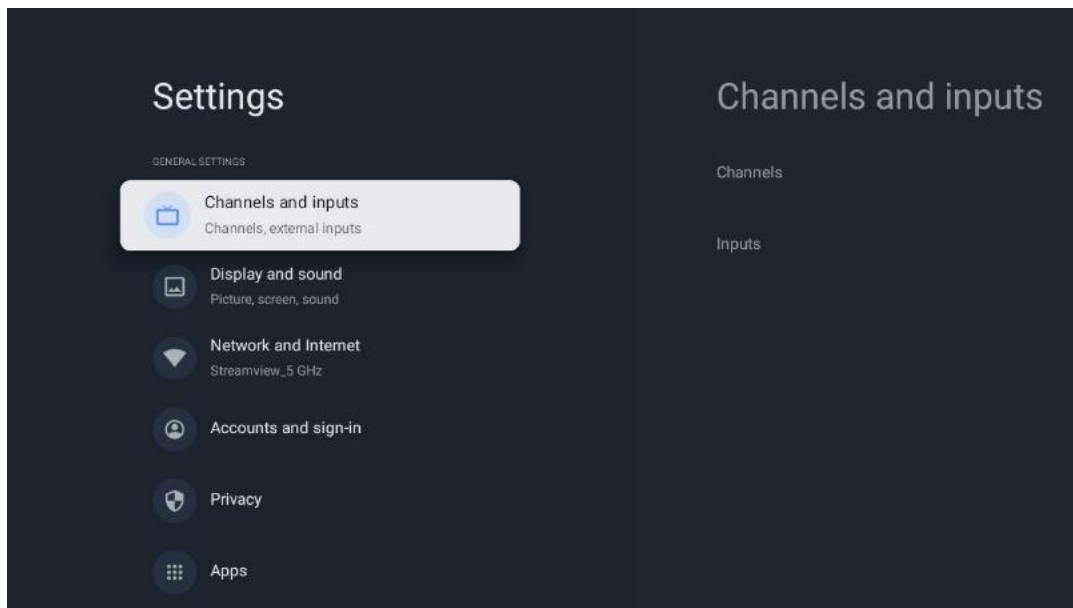 Settings
GENERAL SETTINGS
Channels and inputs
Channels, external inputs
Display and sound
Picture, screen, sound
Network and Internet
Streamview_5 GHz
Accounts and sign-in
Privacy
Apps
Channels and inputs
Channels
Inputs